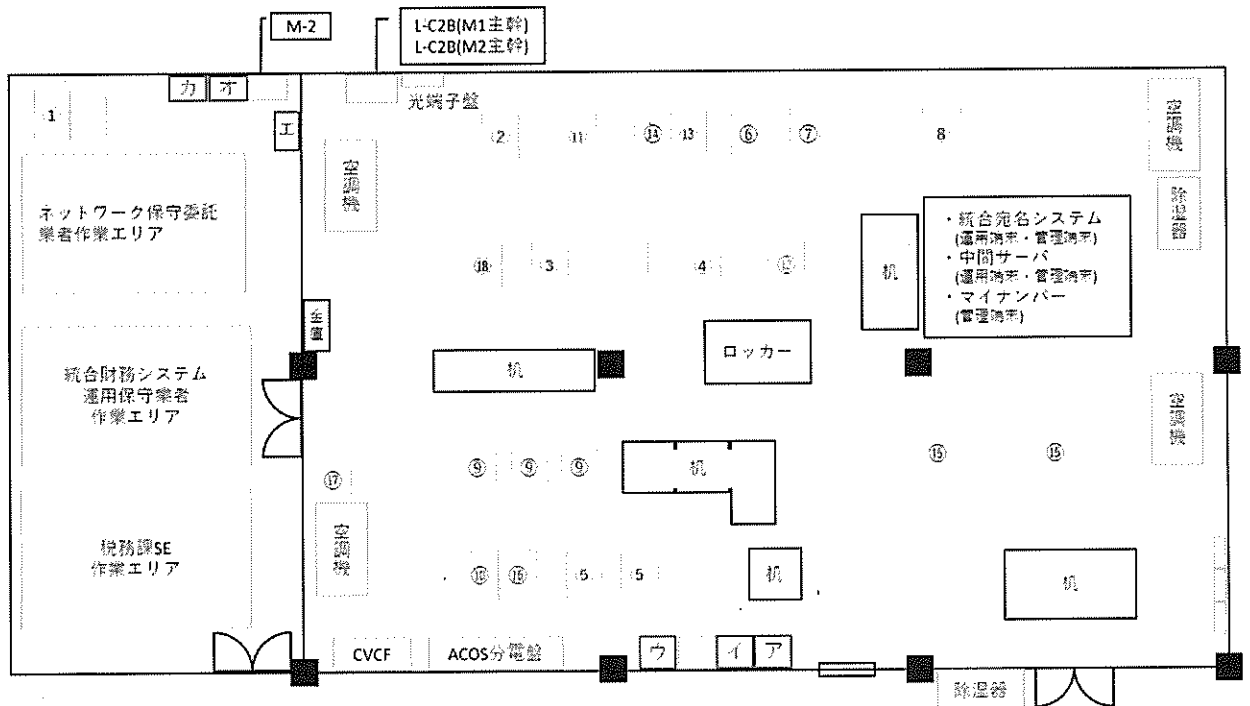 M-2
L-C2B(M1主幹)
L-C2B(M2主幹)
カ
オ
エ
光端子盤
1
2
11
⑭
13
⑥
⑦
8
空調機
空調機
除湿器
ネットワーク保守委託
業者作業エリア
・統合宛名システム
(運用端末・管理端末)
・中間サーバ
(運用端末・管理端末)
・マイナンバー
(管理端末)
机
⑱
3
4
金庫
ロッカー
机
統合財務システム
運用保守業者
作業エリア
空調機
⑨
⑨
⑨
机
⑮
⑮
⑰
空調機
税務課SE
作業エリア
⑯
5
5
机
机
CVCF
ACOS分電盤
ウ
イ
ア
除湿器